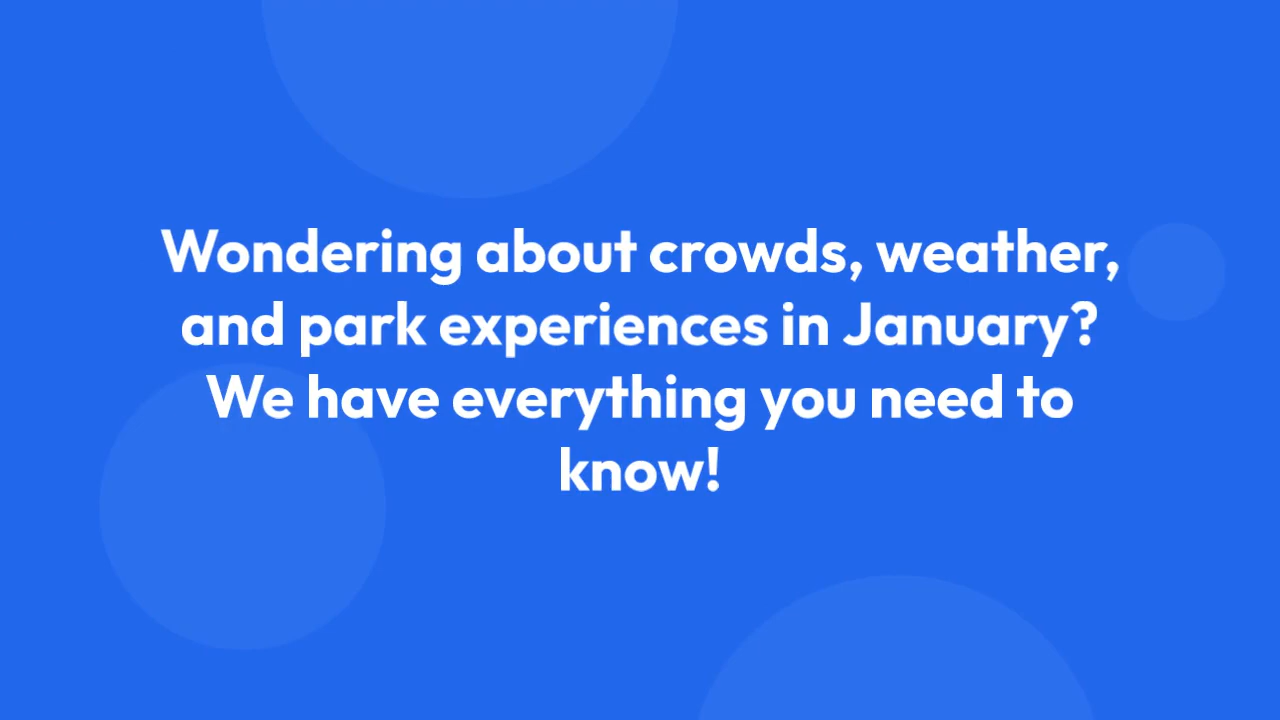 Wondering about crowds, weather,
and park experiences in January?
We have everything you need to
know!